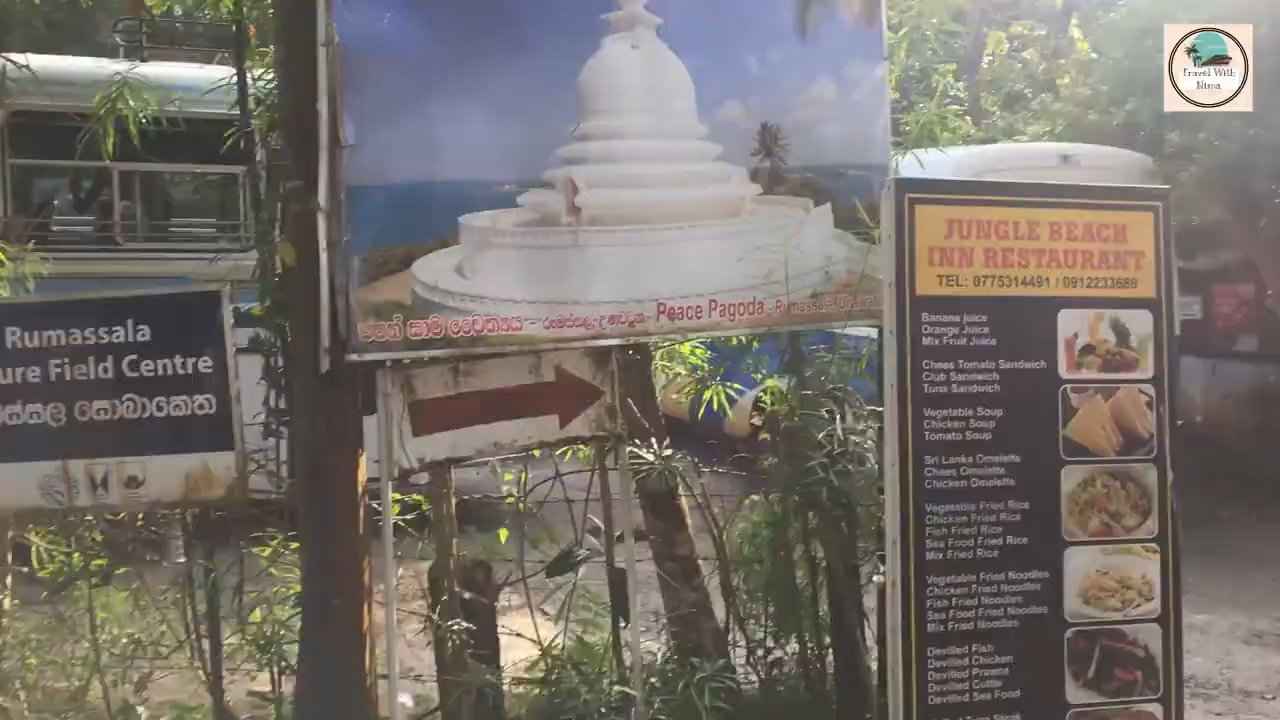 Travel With
Nima
Rumassala
ure Field Centre
Peace Pagoda - Rumassala
JUNGLE BEACH
INN RESTAURANT
TEL: 0775314491 / 0912233680
Banana juice
Orange Juice
Mix Fruit Juice
Chees Tomato Sandwich
Club Sandwich
Tuna Sandwich
Vegetable Soup
Chicken Soup
Tomato Soup
Sri Lanka Omelette
Chees Omelette
Chicken Omelette
Vegetable Fried Rice
Chicken Fried Rice
Fish Fried Rice
Sea Food Fried Rice
Mix Fried Rice
Vegetable Fried Noodles
Chicken Fried Noodles
Fish Fried Noodles
Sea Food Fried Noodles
Mix Fried Noodles
Devilled Fish
Devilled Chicken
Devilled Prawns
Devilled Cuttle
Devilled Sea Food